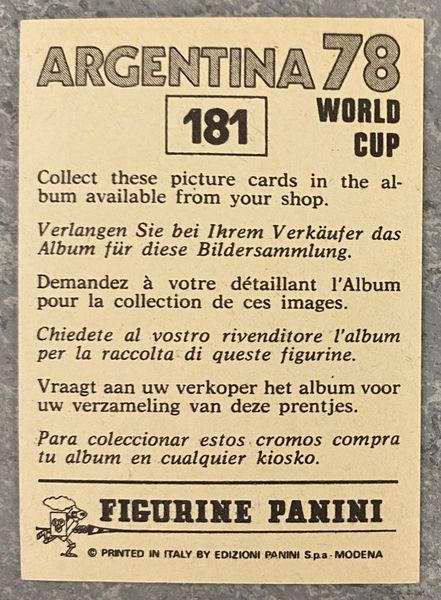 ARGENTINA 78
181
WORLD
CUP
Collect these picture cards in the al-
bum available from your shop.
Verlangen Sie bei Ihrem Verkäufer das
Album für diese Bildersammlung.
Demandez à votre détaillant l'Album
pour la collection de ces images.
Chiedete al vostro rivenditore l'album
per la raccolta di queste figurine.
Vraagt aan uw verkoper het album voor
uw verzameling van deze prentjes.
Para coleccionar estos cromos compra
tu album en cualquier kiosko.
FIGURINE PANINI
© PRINTED IN ITALY BY EDIZIONI PANINI S.p.a - MODENA